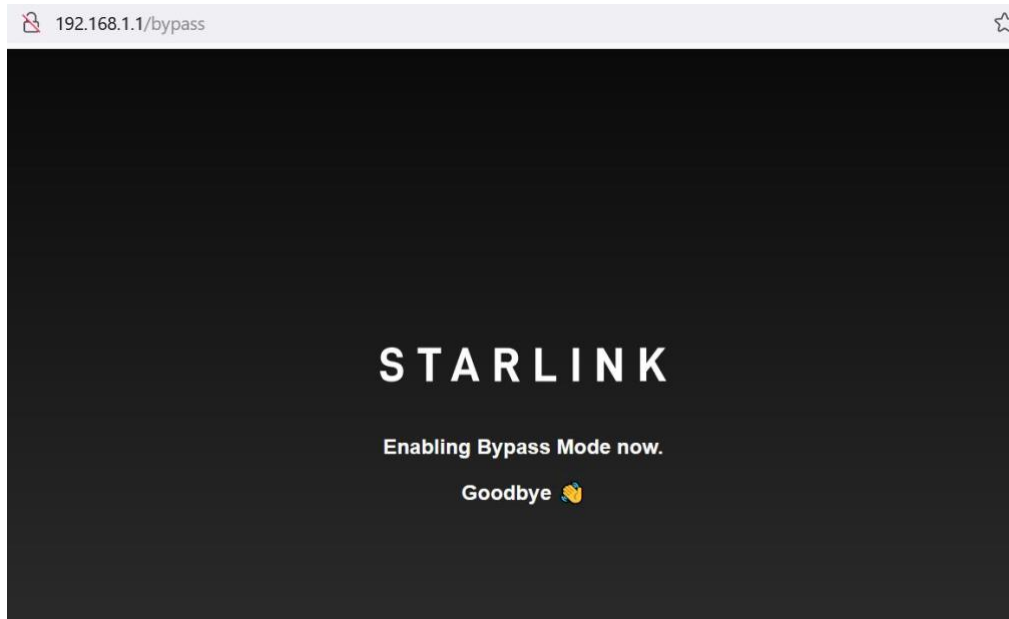 192.168.1.1/bypass
STARLINK
Enabling Bypass Mode now.
Goodbye 👋